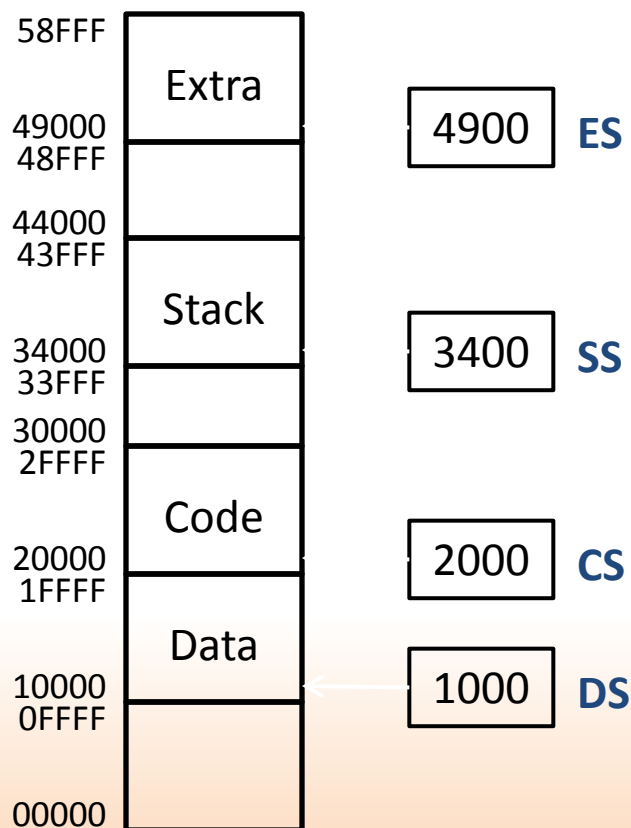 58FFF
Extra
49000
4900 ES
48FFF
44000
43FFF
Stack
34000
3400 SS
33FFF
30000
2FFFF
Code
20000
2000 CS
1FFFF
Data
10000
1000 DS
0FFFF
00000